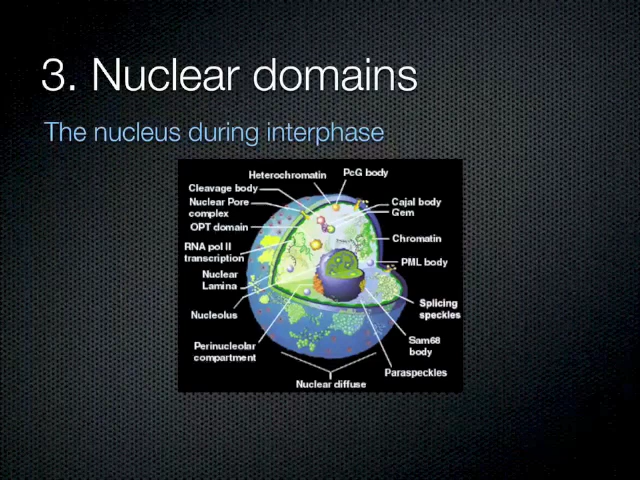 3. Nuclear domains
The nucleus during interphase
Heterochromatin
PcG body
Cleavage body
Nuclear Pore
complex
Cajal body
Gem
OPT domain
Chromatin
RNA pol II
transcription
PML body
Nuclear
Lamina
Splicing
speckles
Nucleolus
Sam68
body
Perinucleolar
compartment
Paraspeckles
Nuclear diffuse